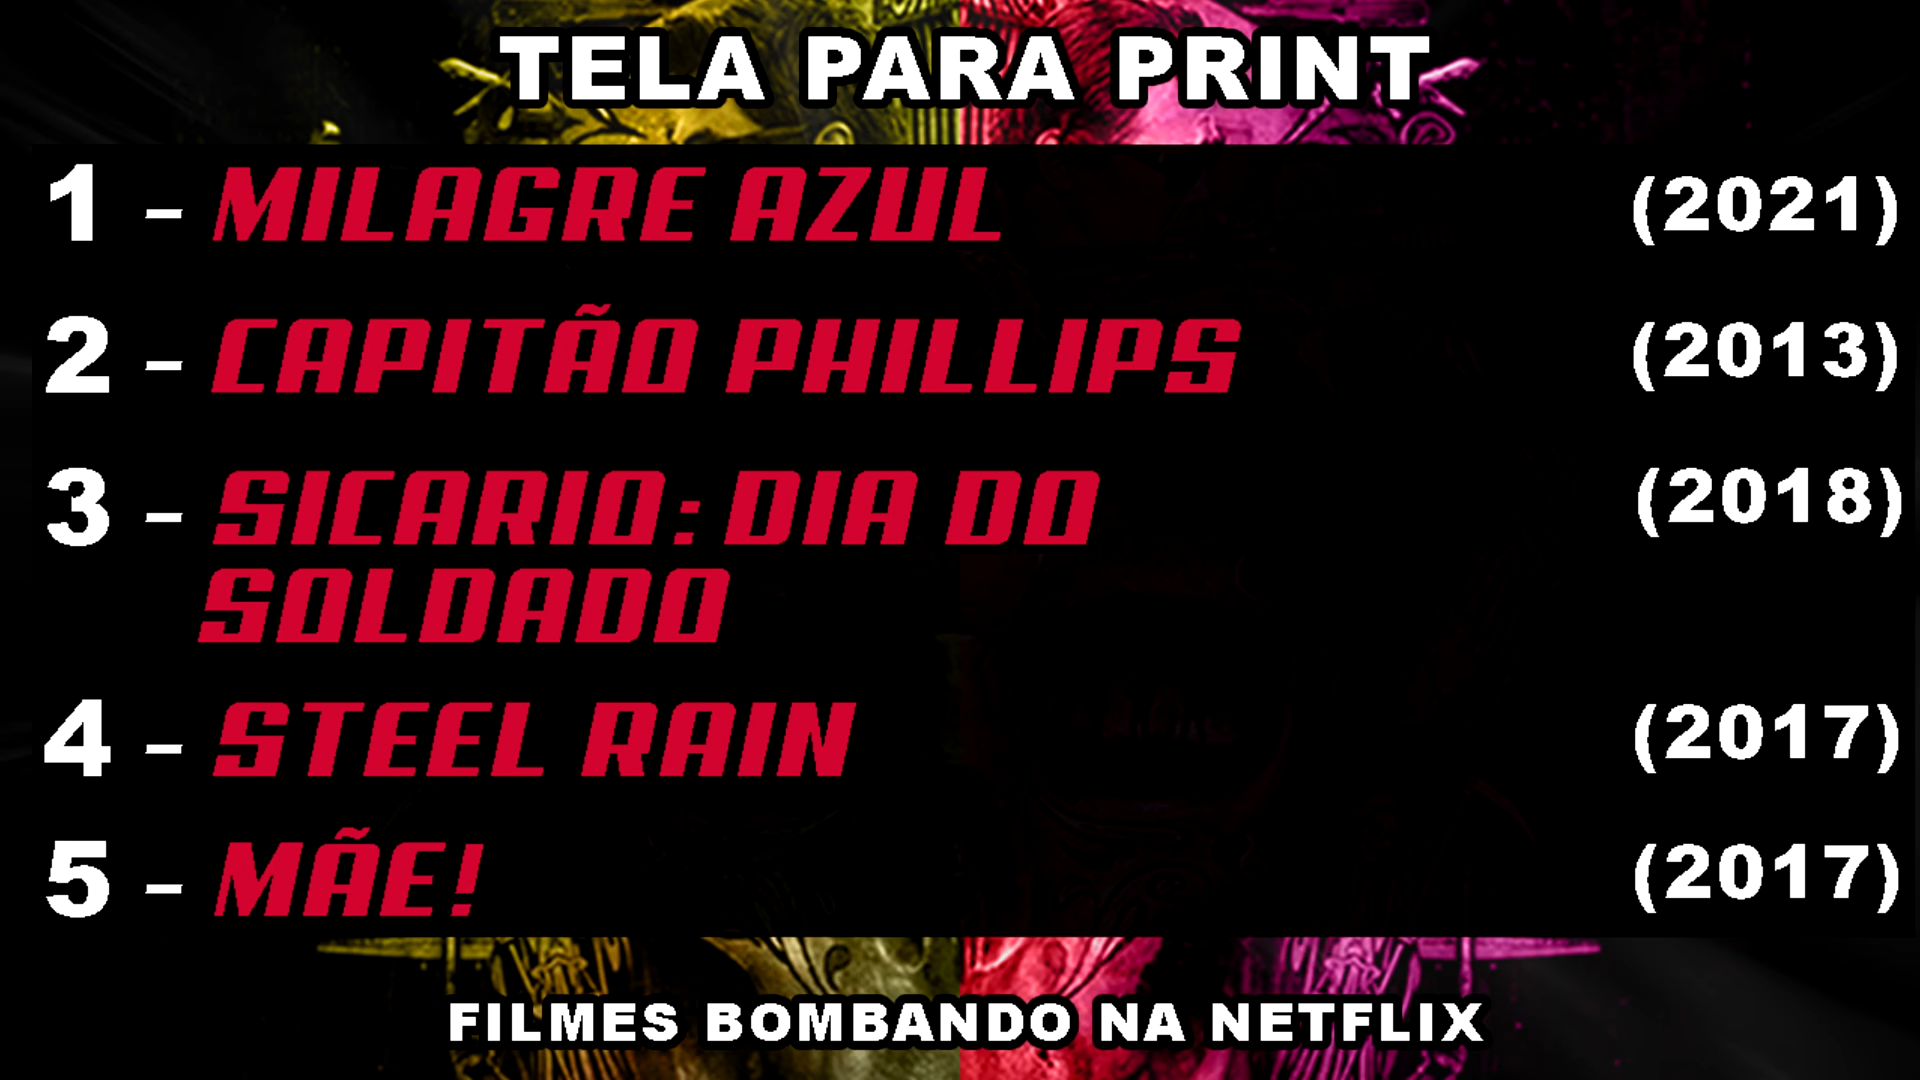 TELA PARA PRINT
1 - MILAGRE AZUL (2021)
2 - CAPITÃO PHILLIPS (2013)
3 - SICARIO: DIA DO (2018)
SOLDADO
4 - STEEL RAIN (2017)
5 - MÃE! (2017)
FILMES BOMBANDO NA NETFLIX